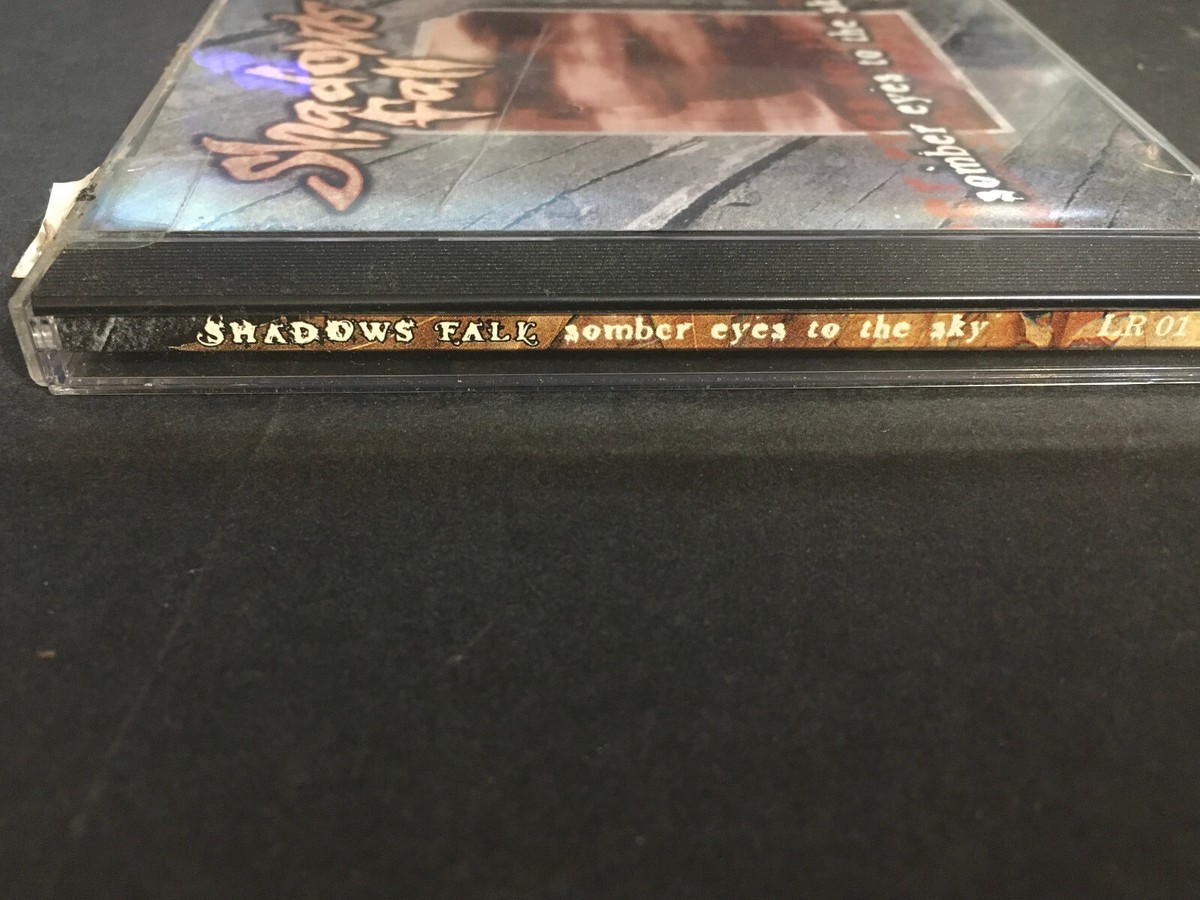 Shadows
Fall
somber eyes to the
SHADOWS FALL somber eyes to the sky LR 01